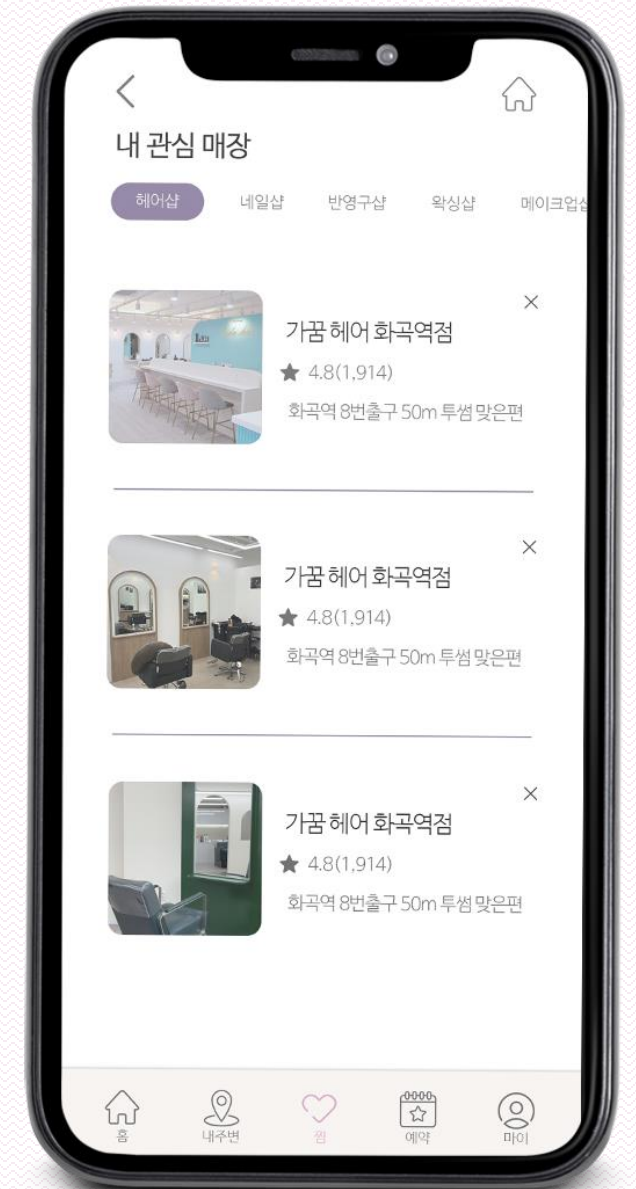 내 관심 매장
헤어샵 네일샵 반영구샵 왁싱샵 메이크업샵
가꿈 헤어 화곡역점
★ 4.8(1,914)
화곡역 8번출구 50m 투썸 맞은편
가꿈 헤어 화곡역점
★ 4.8(1,914)
화곡역 8번출구 50m 투썸 맞은편
가꿈 헤어 화곡역점
★ 4.8(1,914)
화곡역 8번출구 50m 투썸 맞은편
홈 내주변 찜 예약 마이